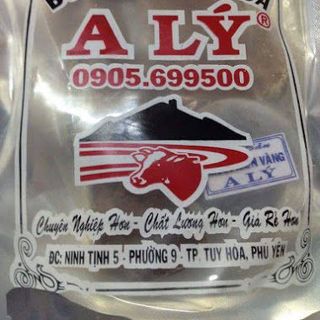 A LÝ®
0905.699500
VÀNG
A LÝ
Chuyên Nghiệp Hơn - Chất Lượng Hơn - Giá Rẻ Hơn
ĐC: NINH TỊNH 5 - PHƯỜNG 9 - TP. TUY HÒA, PHÚ YÊN